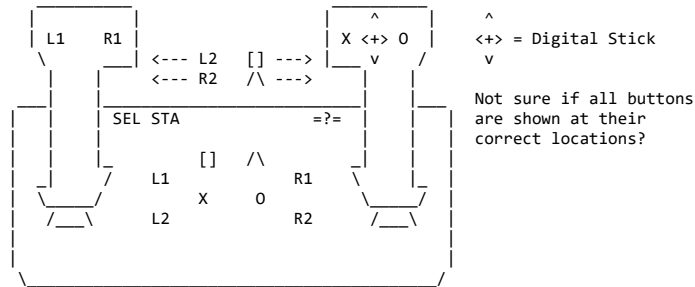 ^ ^
L1 R1 X <+> O <+> = Digital Stick
<--- L2 [] ---> v v
<--- R2 /\ --->
Not sure if all buttons
SEL STA =?= are shown at their
correct locations?
[] /\
L1 R1
X O
L2 R2